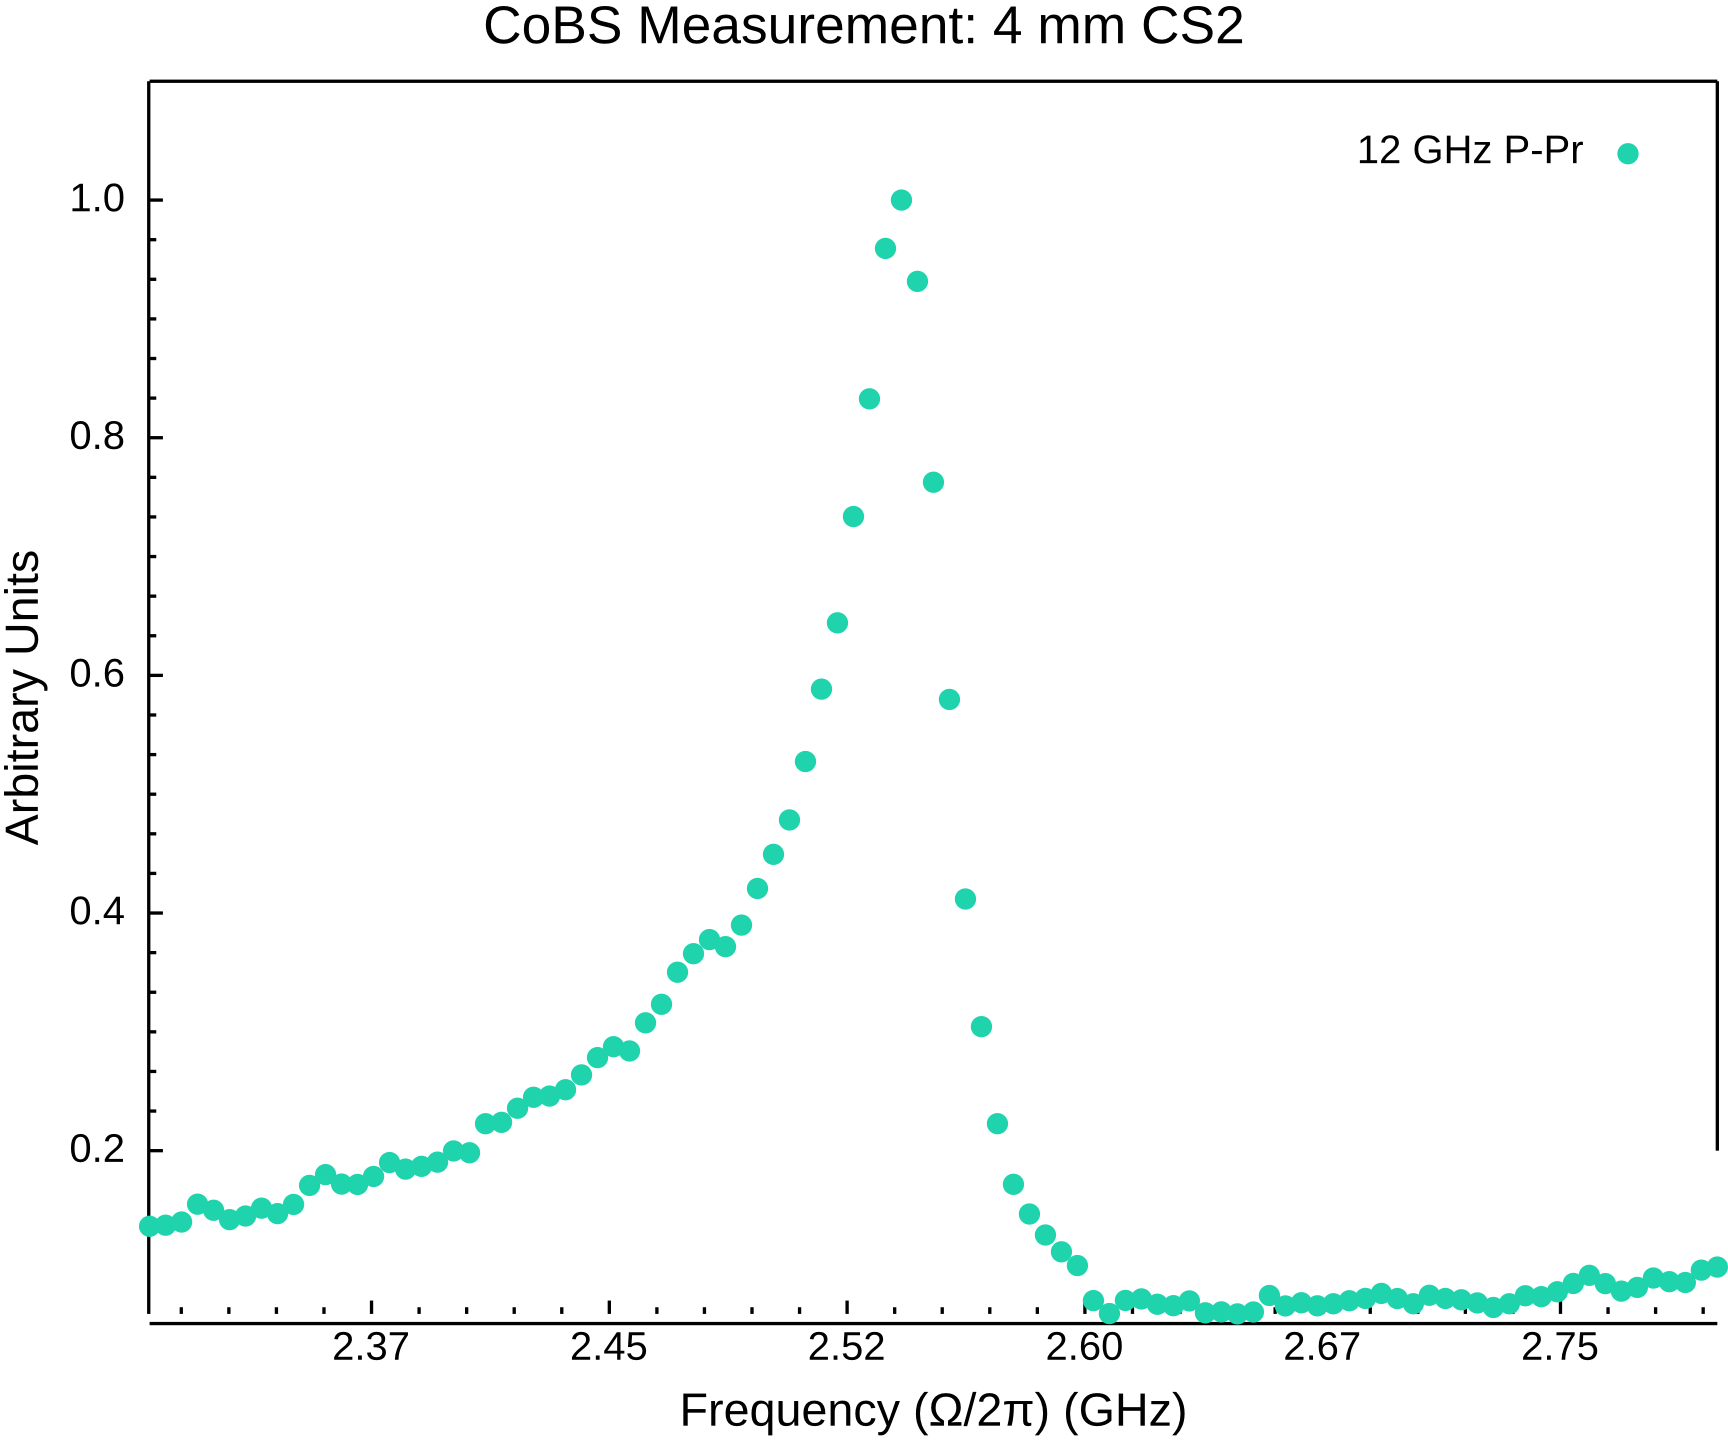 CoBS Measurement: 4 mm CS2
12 GHz P-Pr
1.0
0.8
0.6
0.4
0.2
Arbitrary Units
2.37 2.45 2.52 2.60 2.67 2.75
Frequency (Ω/2π) (GHz)